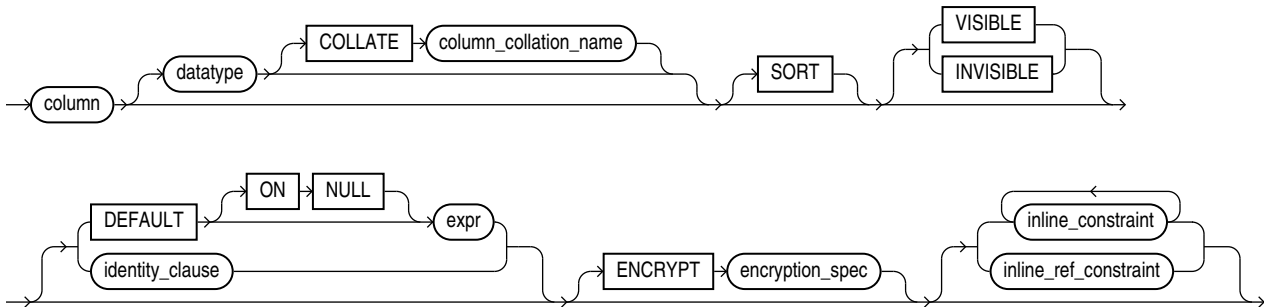 COLLATE column_collation_name
VISIBLE
datatype SORT INVISIBLE
column
ON NULL
DEFAULT expr inline_constraint
identity_clause ENCRYPT encryption_spec inline_ref_constraint